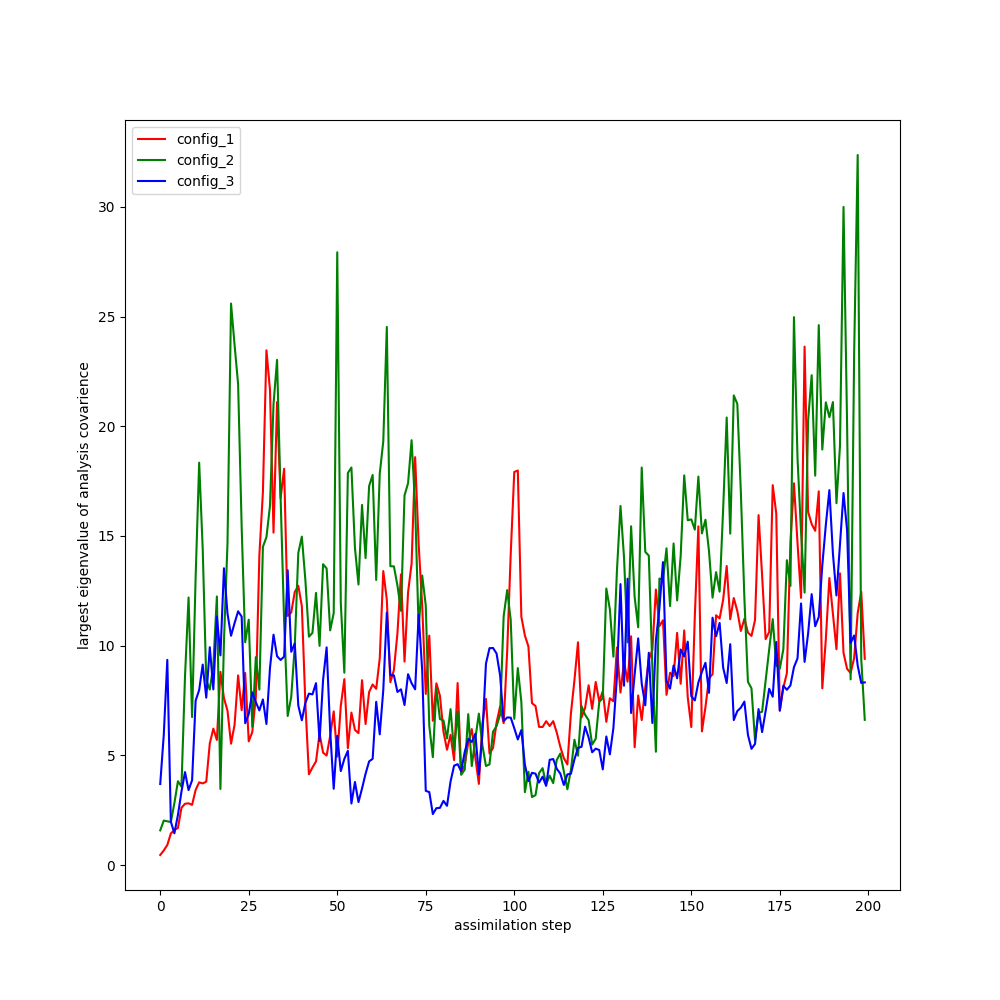 config_1
config_2
config_3
30
25
20
15
10
5
0
largest eigenvalue of analysis covarience
0 25 50 75 100 125 150 175 200
assimilation step